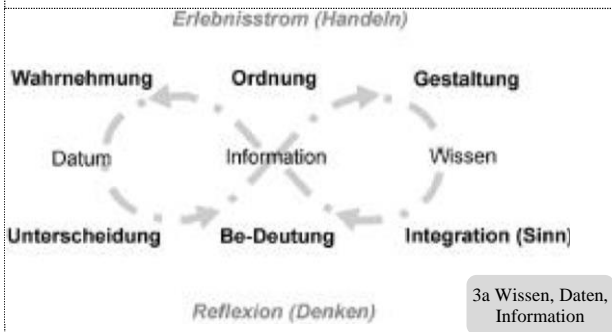 Erlebnisstrom (Handeln)
Wahrnehmung Ordnung Gestaltung
Datum Information Wissen
Unterscheidung Be-Deutung Integration (Sinn)
Reflexion (Denken)
3a Wissen, Daten,
Information